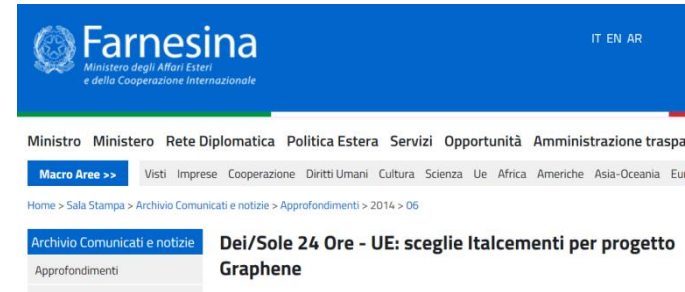 Farnesina
Ministero degli Affari Esteri
e della Cooperazione Internazionale
IT EN AR
Ministro Ministero Rete Diplomatica Politica Estera Servizi Opportunità Amministrazione traspa
Macro Aree >> Visti Imprese Cooperazione Diritti Umani Cultura Scienza Ue Africa Americhe Asia-Oceania Eur
Home > Sala Stampa > Archivio Comunicati e notizie > Approfondimenti > 2014 > 06
Archivio Comunicati e notizie
Approfondimenti
Dei/Sole 24 Ore - UE: sceglie Italcementi per progetto
Graphene